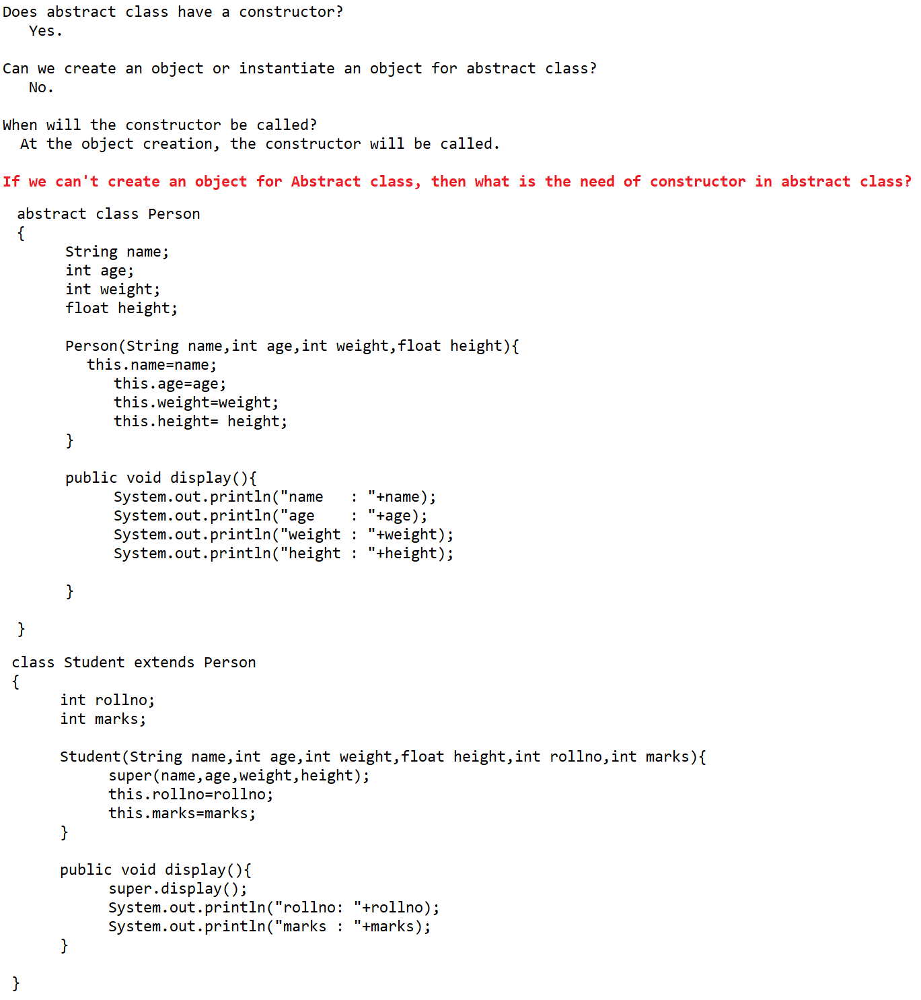 Does abstract class have a constructor?
   Yes.

Can we create an object or instantiate an object for abstract class?
   No.

When will the constructor be called?
  At the object creation, the constructor will be called.

If we can't create an object for Abstract class, then what is the need of constructor in abstract class?
abstract class Person
{
     String name;
     int age;
     int weight;
     float height;

     Person(String name,int age,int weight,float height){
       this.name=name;
          this.age=age;
          this.weight=weight;
          this.height= height;
     }

     public void display(){
          System.out.println("name   : "+name);
          System.out.println("age    : "+age);
          System.out.println("weight : "+weight);
          System.out.println("height : "+height);

     }

}
class Student extends Person
{
     int rollno;
     int marks;

     Student(String name,int age,int weight,float height,int rollno,int marks){
          super(name,age,weight,height);
          this.rollno=rollno;
          this.marks=marks;
     }

     public void display(){
          super.display();
          System.out.println("rollno: "+rollno);
          System.out.println("marks : "+marks);
     }

}